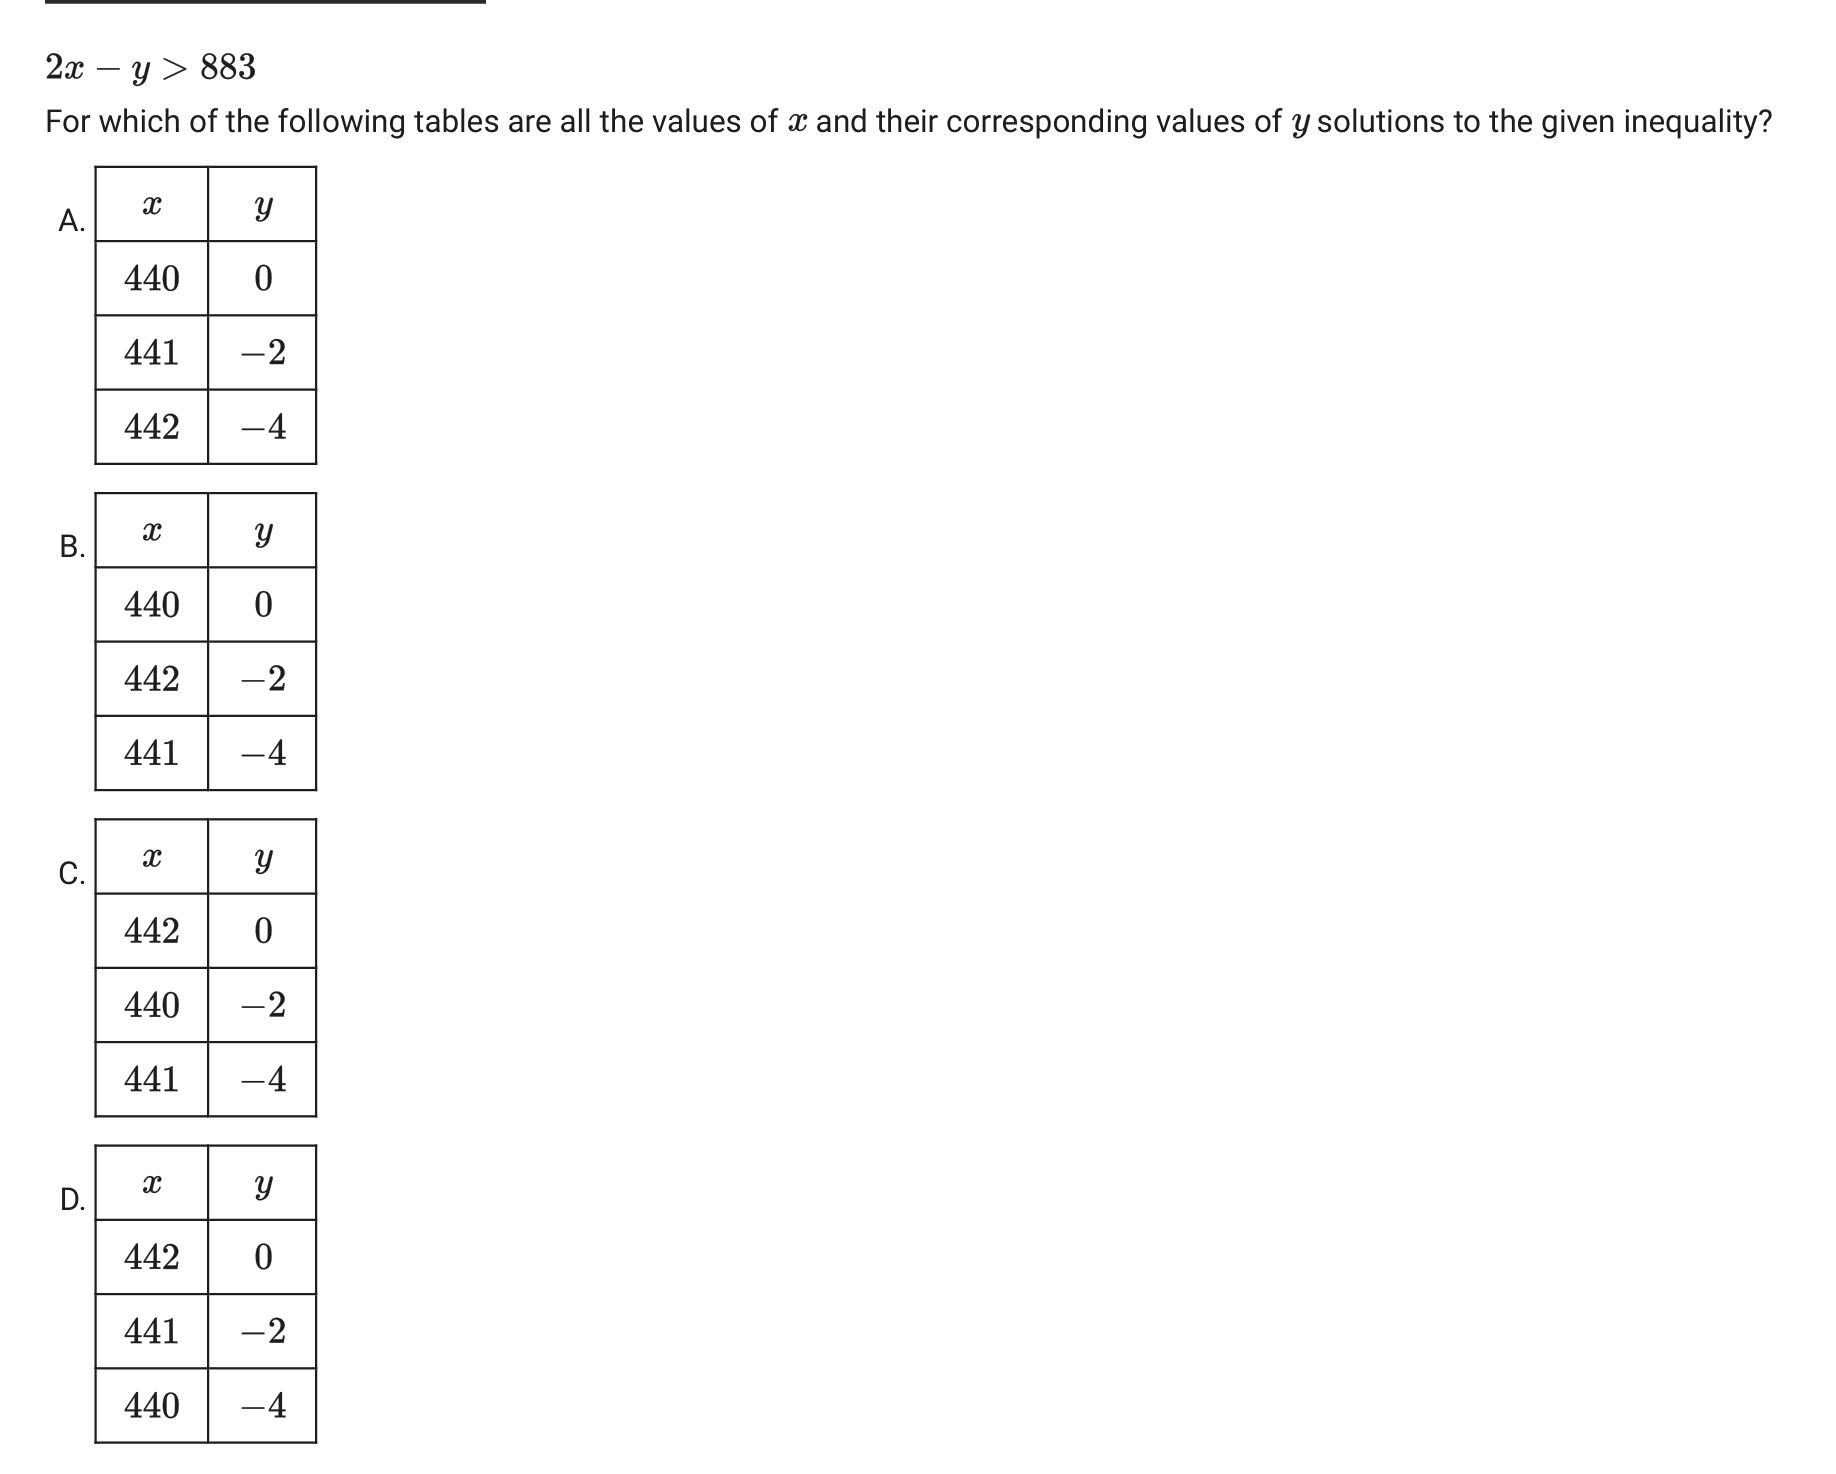 2x − y > 883
For which of the following tables are all the values of x and their corresponding values of y solutions to the given inequality?
A.
x y
440 0
441 −2
442 −4
B.
x y
440 0
442 −2
441 −4
C.
x y
442 0
440 −2
441 −4
D.
x y
442 0
441 −2
440 −4